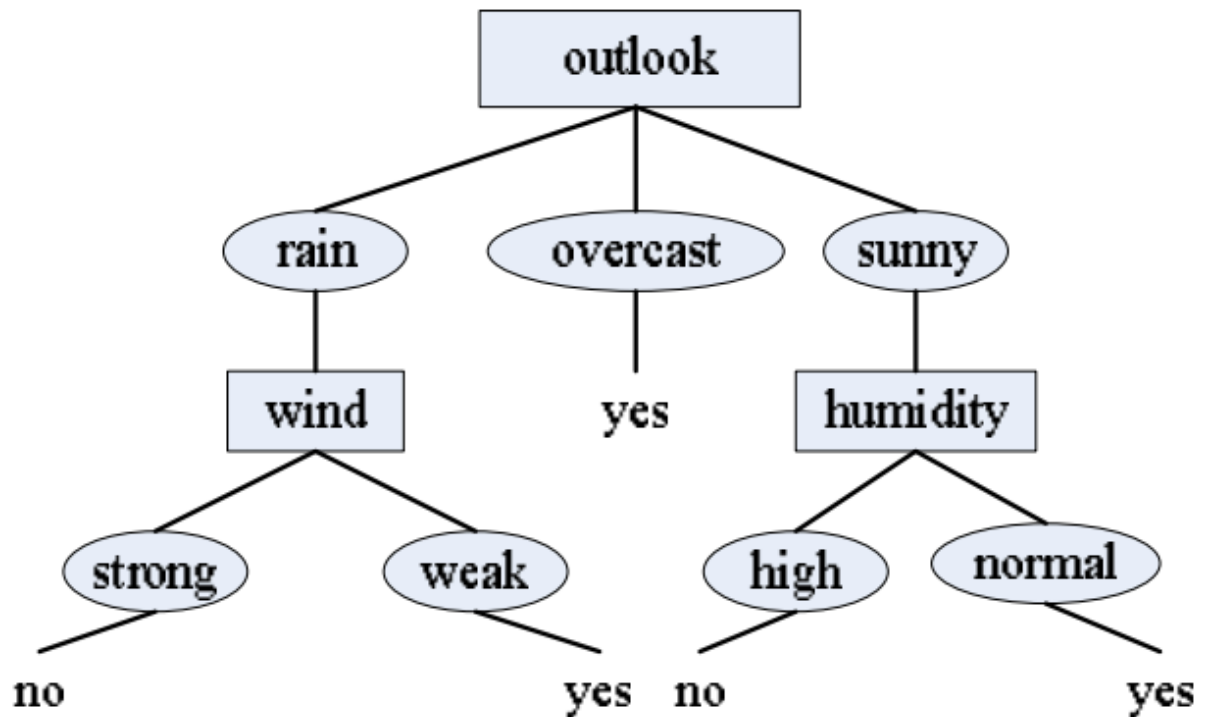 outlook
rain overcast sunny
wind yes humidity
strong weak high normal
no yes no yes